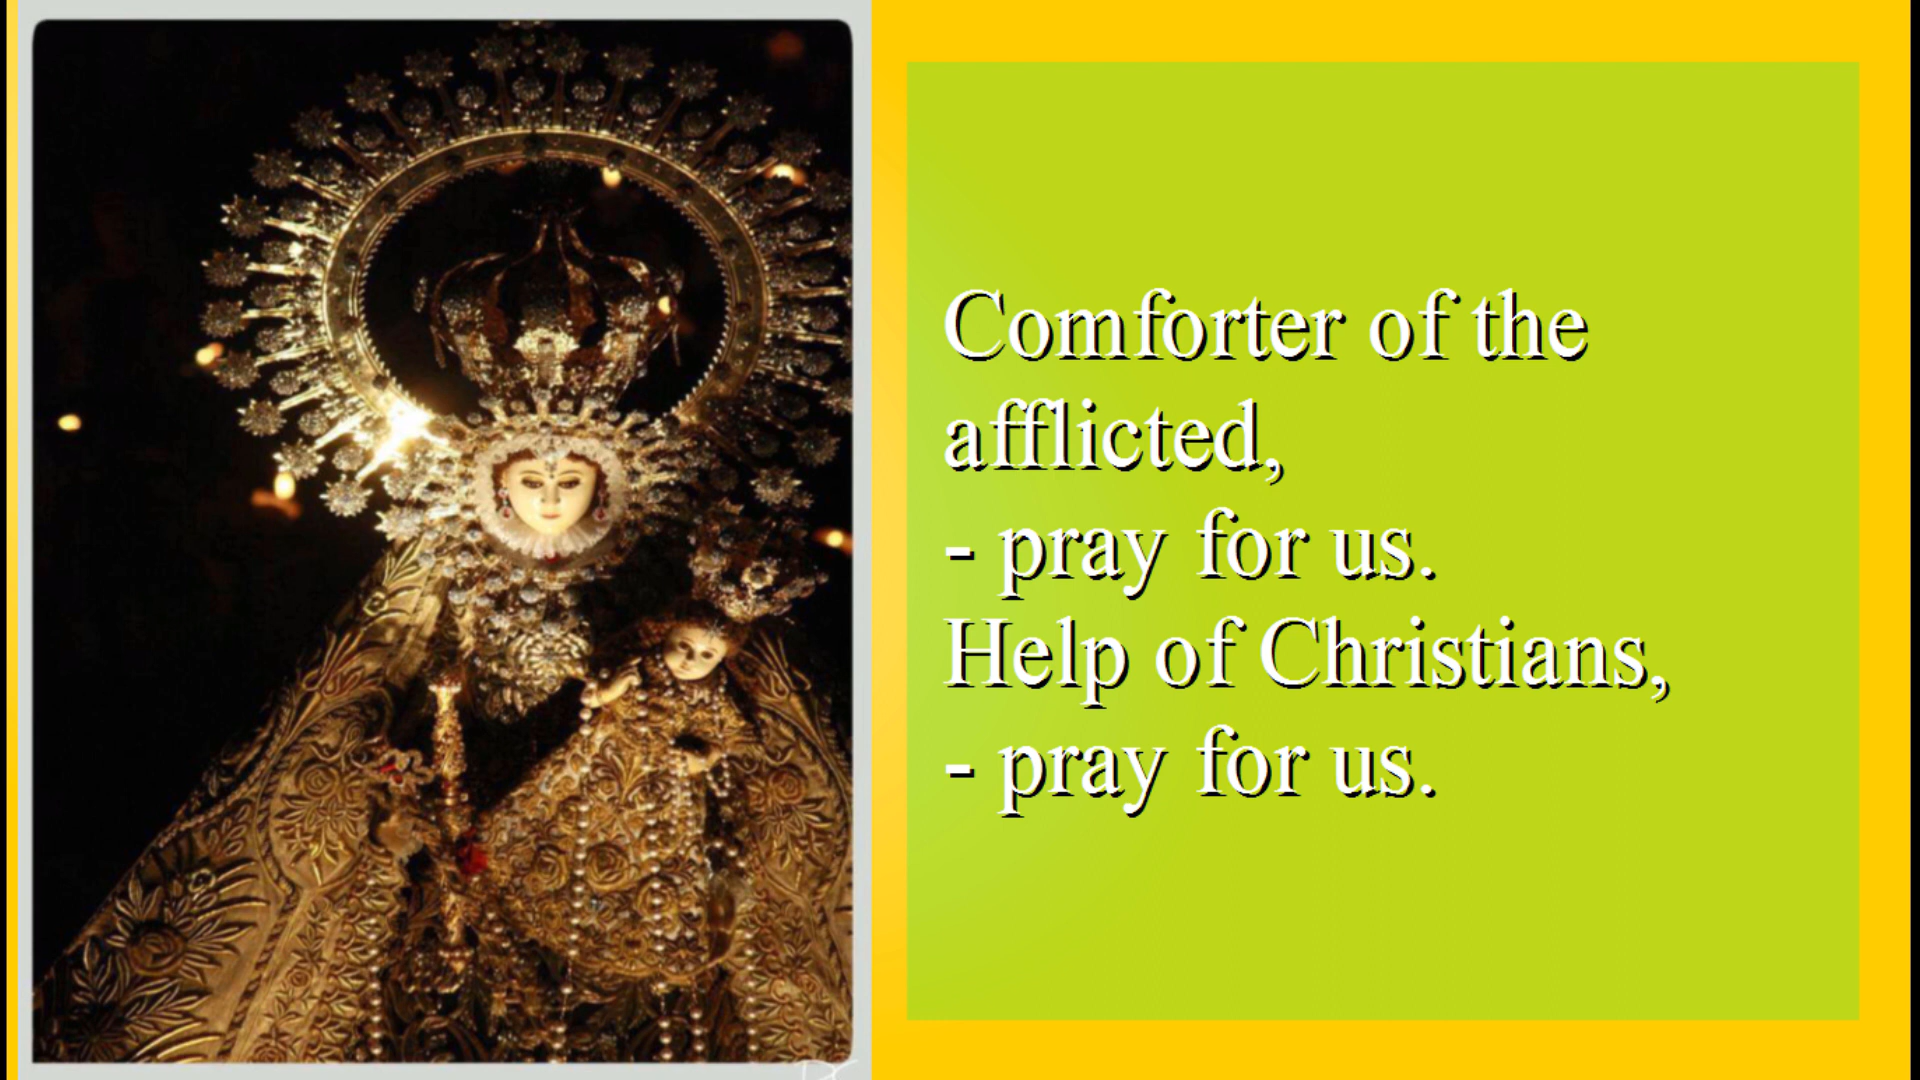 Comforter of the
afflicted,
- pray for us.
Help of Christians,
- pray for us.